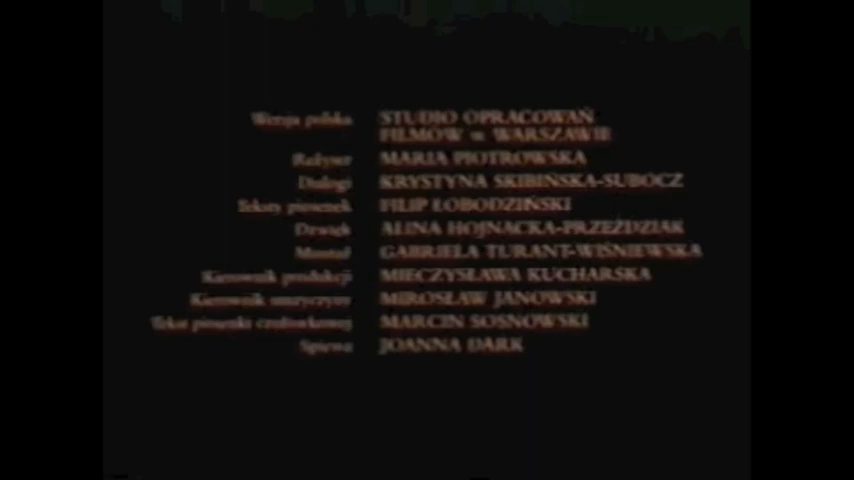 Wersja polska STUDIO OPRACOWAŃ
FILMÓW w WARSZAWIE
Reżyser MARIA PIOTROWSKA
Dialogi KRYSTYNA SKIBIŃSKA-SUBOCZ
Teksty piosenek FILIP ŁOBODZIŃSKI
Dźwięk ALINA HOJNACKA-PRZEŹDZIAK
Montaż GABRIELA TURANT-WIŚNIEWSKA
Kierownik produkcji MIECZYSŁAWA KUCHARSKA
Kierownik muzyczny MIROSŁAW JANOWSKI
Tekst piosenki czołówkowej MARCIN SOSNOWSKI
Śpiewa JOANNA DARK